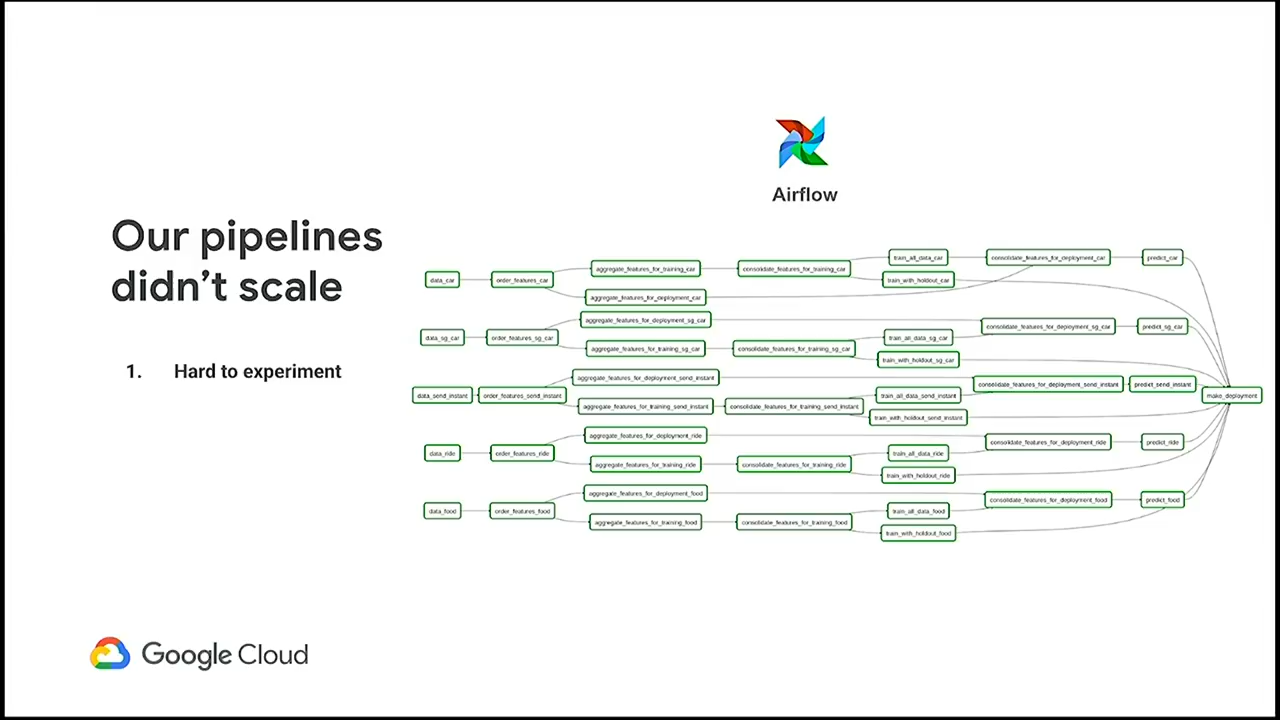 Airflow
Our pipelines
didn't scale
1. Hard to experiment
train_all_data_car
consolidate_features_for_deployment_car
predict_car
aggregate_features_for_training_car
consolidate_features_for_training_car
data_car
order_features_car
train_with_holdout_car
aggregate_features_for_deployment_car
aggregate_features_for_deployment_sg_car
consolidate_features_for_deployment_sg_car
predict_sg_car
data_sg_car
order_features_sg_car
train_all_data_sg_car
aggregate_features_for_training_sg_car
consolidate_features_for_training_sg_car
train_with_holdout_sg_car
aggregate_features_for_deployment_send_instant
consolidate_features_for_deployment_send_instant
predict_send_instant
data_send_instant
order_features_send_instant
train_all_data_send_instant
make_deployment
aggregate_features_for_training_send_instant
consolidate_features_for_training_send_instant
train_with_holdout_send_instant
aggregate_features_for_deployment_ride
consolidate_features_for_deployment_ride
predict_ride
data_ride
order_features_ride
train_all_data_ride
aggregate_features_for_training_ride
consolidate_features_for_training_ride
train_with_holdout_ride
aggregate_features_for_deployment_food
consolidate_features_for_deployment_food
predict_food
data_food
order_features_food
train_all_data_food
aggregate_features_for_training_food
consolidate_features_for_training_food
train_with_holdout_food
Google Cloud